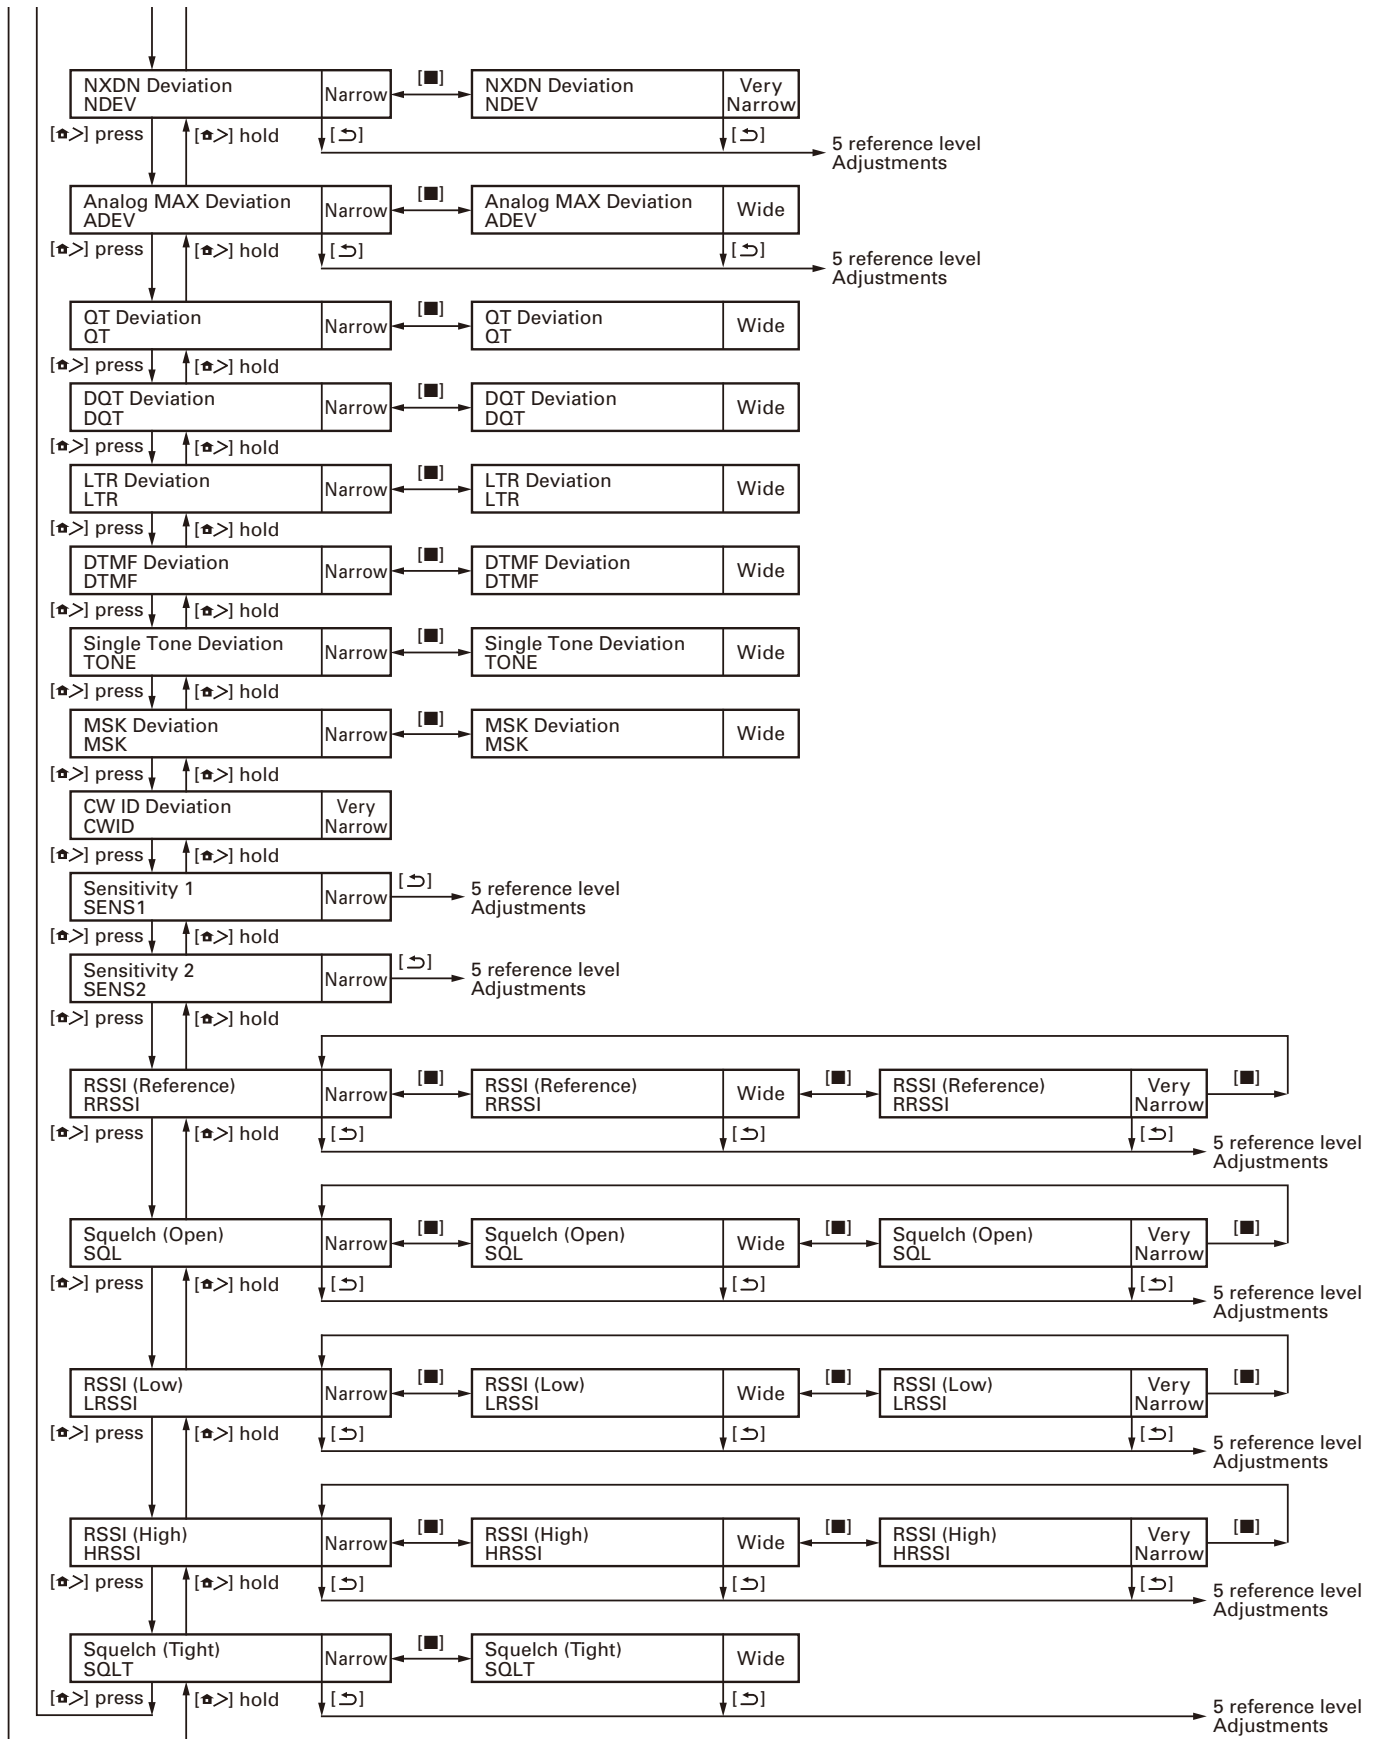 NXDN Deviation
NDEV
Narrow
[■]
NXDN Deviation
NDEV
Very
Narrow
[🏠>] press
[🏠>] hold
[⮌]
[⮌]
5 reference level
Adjustments
Analog MAX Deviation
ADEV
Narrow
[■]
Analog MAX Deviation
ADEV
Wide
[🏠>] press
[🏠>] hold
[⮌]
[⮌]
5 reference level
Adjustments
QT Deviation
QT
Narrow
[■]
QT Deviation
QT
Wide
[🏠>] press
[🏠>] hold
DQT Deviation
DQT
Narrow
[■]
DQT Deviation
DQT
Wide
[🏠>] press
[🏠>] hold
LTR Deviation
LTR
Narrow
[■]
LTR Deviation
LTR
Wide
[🏠>] press
[🏠>] hold
DTMF Deviation
DTMF
Narrow
[■]
DTMF Deviation
DTMF
Wide
[🏠>] press
[🏠>] hold
Single Tone Deviation
TONE
Narrow
[■]
Single Tone Deviation
TONE
Wide
[🏠>] press
[🏠>] hold
MSK Deviation
MSK
Narrow
[■]
MSK Deviation
MSK
Wide
[🏠>] press
[🏠>] hold
CW ID Deviation
CWID
Very
Narrow
[🏠>] press
[🏠>] hold
Sensitivity 1
SENS1
Narrow
[⮌]
5 reference level
Adjustments
[🏠>] press
[🏠>] hold
Sensitivity 2
SENS2
Narrow
[⮌]
5 reference level
Adjustments
[🏠>] press
[🏠>] hold
RSSI (Reference)
RRSSI
Narrow
[■]
RSSI (Reference)
RRSSI
Wide
[■]
RSSI (Reference)
RRSSI
Very
Narrow
[■]
[🏠>] press
[🏠>] hold
[⮌]
[⮌]
[⮌]
5 reference level
Adjustments
Squelch (Open)
SQL
Narrow
[■]
Squelch (Open)
SQL
Wide
[■]
Squelch (Open)
SQL
Very
Narrow
[■]
[🏠>] press
[🏠>] hold
[⮌]
[⮌]
[⮌]
5 reference level
Adjustments
RSSI (Low)
LRSSI
Narrow
[■]
RSSI (Low)
LRSSI
Wide
[■]
RSSI (Low)
LRSSI
Very
Narrow
[■]
[🏠>] press
[🏠>] hold
[⮌]
[⮌]
[⮌]
5 reference level
Adjustments
RSSI (High)
HRSSI
Narrow
[■]
RSSI (High)
HRSSI
Wide
[■]
RSSI (High)
HRSSI
Very
Narrow
[■]
[🏠>] press
[🏠>] hold
[⮌]
[⮌]
[⮌]
5 reference level
Adjustments
Squelch (Tight)
SQLT
Narrow
[■]
Squelch (Tight)
SQLT
Wide
[🏠>] press
[🏠>] hold
[⮌]
[⮌]
5 reference level
Adjustments